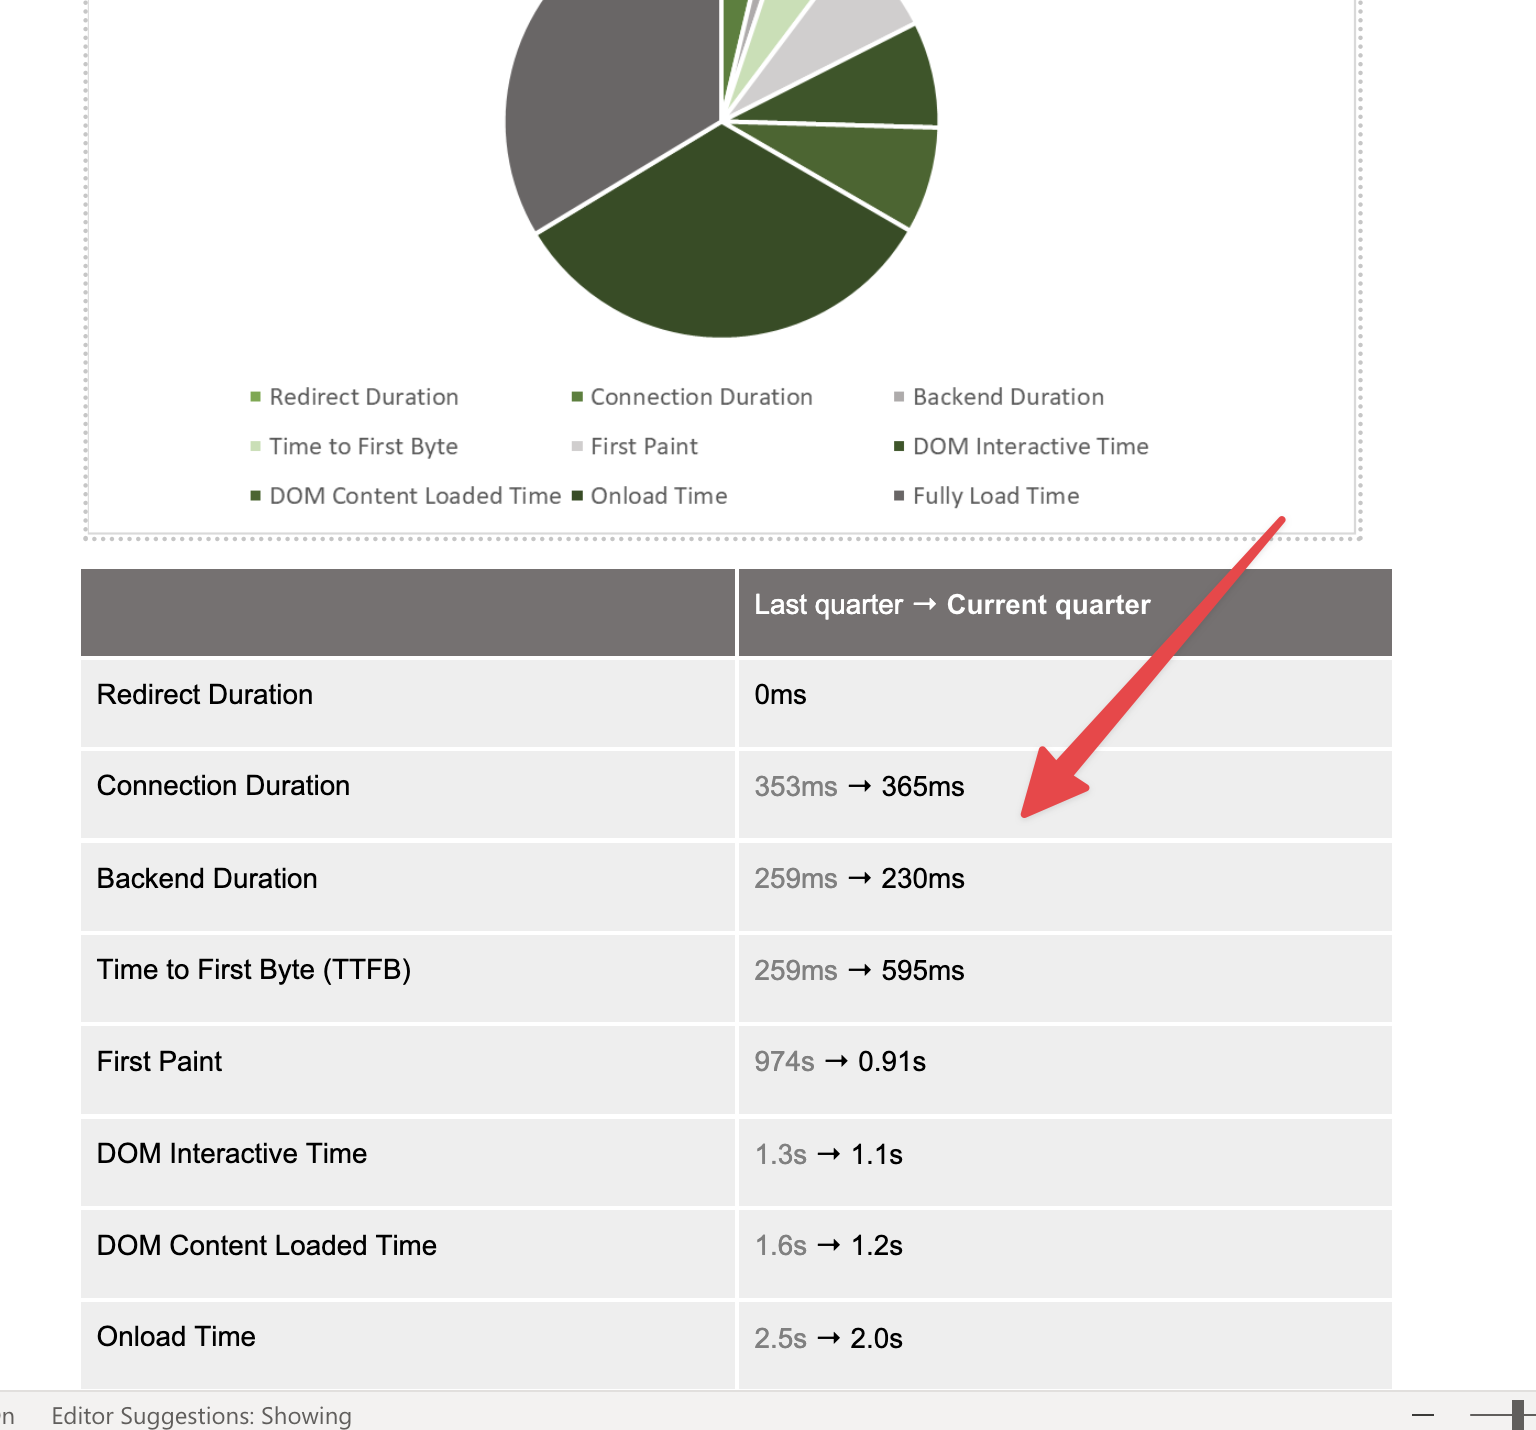 Redirect Duration Connection Duration Backend Duration
Time to First Byte First Paint DOM Interactive Time
DOM Content Loaded Time Onload Time Fully Load Time
Last quarter → Current quarter
Redirect Duration 0ms
Connection Duration 353ms → 365ms
Backend Duration 259ms → 230ms
Time to First Byte (TTFB) 259ms → 595ms
First Paint 974s → 0.91s
DOM Interactive Time 1.3s → 1.1s
DOM Content Loaded Time 1.6s → 1.2s
Onload Time 2.5s → 2.0s
Editor Suggestions: Showing